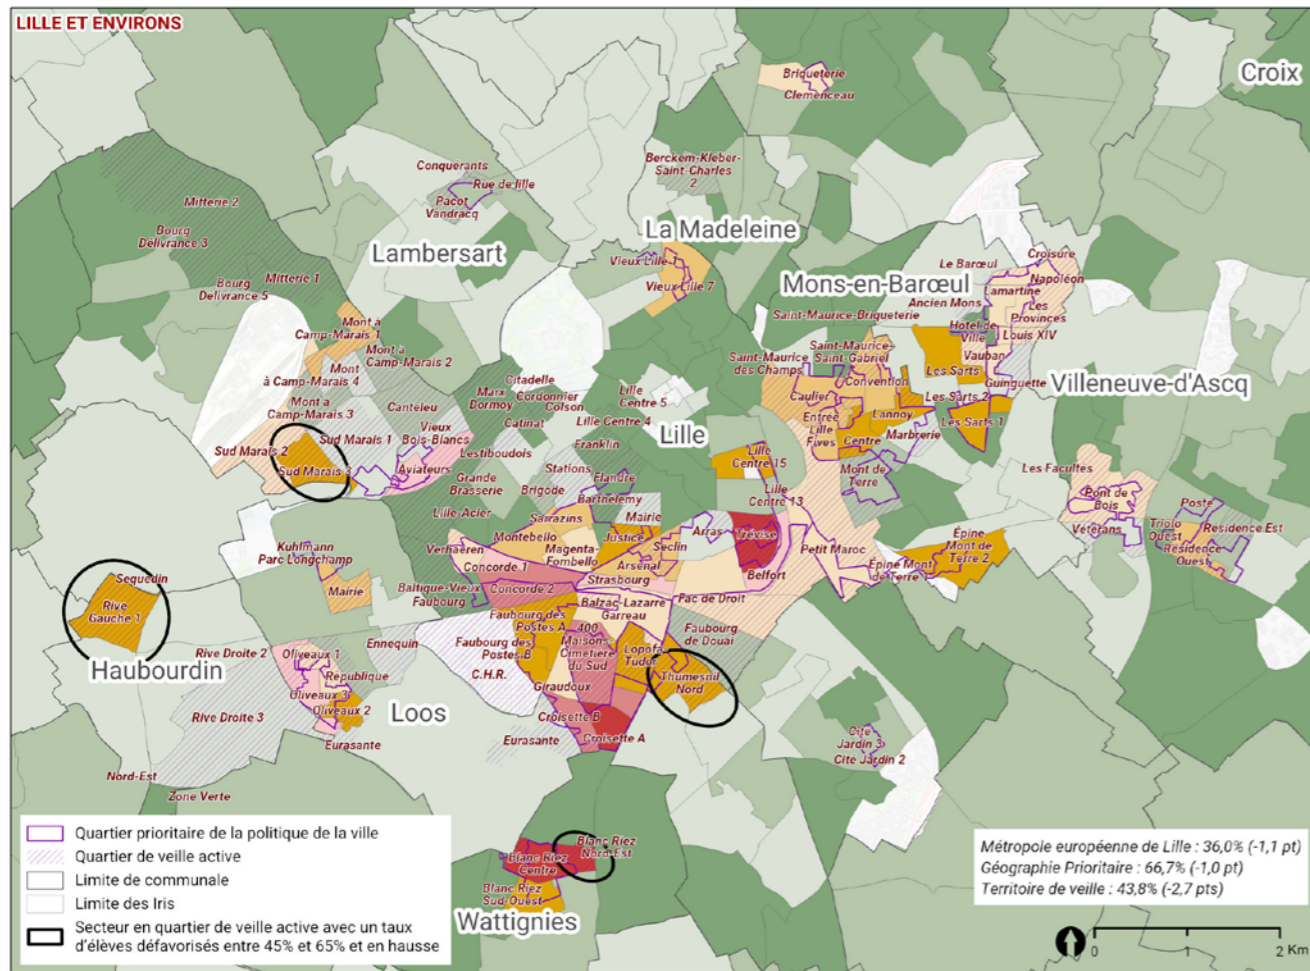 LILLE ET ENVIRONS
Croix
Briqueterie
Clemenceau
Conquérants
Rue de lille
Pacot
Vandracq
Berckem-Kleber-
Saint-Charles
2
Mitterie 2
Bourg
Délivrance 3
Lambersart
La Madeleine
Vieux Lille 1
Vieux Lille 7
Mitterie 1
Bourg
Delivrance 5
Mons-en-Barœul
Le Barœul
Croisure
Napoléon
Lamartine
Ancien Mons
Les
Provinces
Saint-Maurice-Briqueterie
Hotel de
Ville
Louis XIV
Vauban
Mont à
Camp-Marais 1
Mont à
Camp-Marais 2
Mont
à Camp-Marais 4
Mont à
Camp-Marais 3
Saint-Maurice
des Champs
Saint-Maurice-
Saint-Gabriel
Convention
Caulier
Les Sarts
Guinguette
Villeneuve-d'Ascq
Les Sarts 2
Les Sarts 1
Marx
Dormoy
Citadelle
Cordonnier
Colson
Catinat
Lille
Centre 5
Lille Centre 4
Lille
Franklin
Canteleu
Vieux
Bois-Blancs
Entrée
Lille
Fives
Lannoy
Centre
Marbrerie
Sud Marais 2
Sud Marais 1
Sud Marais 3
Aviateurs
Lestiboudois
Stations
Flandre
Lille
Centre 15
Mont de
Terre
Les Facultes
Grande
Brasserie
Brigode
Barthelemy
Lille
Centre 13
Pont de
Bois
Poste
Lille-Acier
Sarrazins
Mairie
Arras
Trévise
Vétérans
Triolo
Ouest
Residence Est
Residence
Ouest
Montebello
Justice
Seclin
Verhaeren
Magenta-
Fombello
Arsenal
Petit Maroc
Épine
Mont de
Terre 2
Épine Mont
de Terre 1
Kuhlmann
Parc Longchamp
Concorde 1
Strasbourg
Belfort
Sequedin
Rive
Gauche 1
Mairie
Baltique-Vieux
Faubourg
Concorde 2
Fac de Droit
Balzac-Lazarre
Garreau
Faubourg des
Postes A
400
Maisons-
Cimetière
du Sud
Faubourg
de Douai
Haubourdin
Rive Droite 2
Ennequin
Oliveaux 1
Republique
Faubourg des
Postes B
Lopofa
Tudor
Thumesnil
Nord
C.H.R.
Giraudoux
Oliveaux 3
Oliveaux 2
Loos
Rive Droite 3
Croisette B
Croisette A
Eurasante
Eurasante
Cité
Jardin 3
Cité Jardin 2
Nord-Est
Zone Verte
Blanc Riez
Nord-Est
Blanc Riez
Centre
Blanc Riez
Sud-Ouest
Wattignies
Quartier prioritaire de la politique de la ville
Quartier de veille active
Limite de communale
Limite des Iris
Secteur en quartier de veille active avec un taux
d'élèves défavorisés entre 45% et 65% et en hausse
Métropole européenne de Lille : 36,0% (-1,1 pt)
Géographie Prioritaire : 66,7% (-1,0 pt)
Territoire de veille : 43,8% (-2,7 pts)
0 1 2 Km